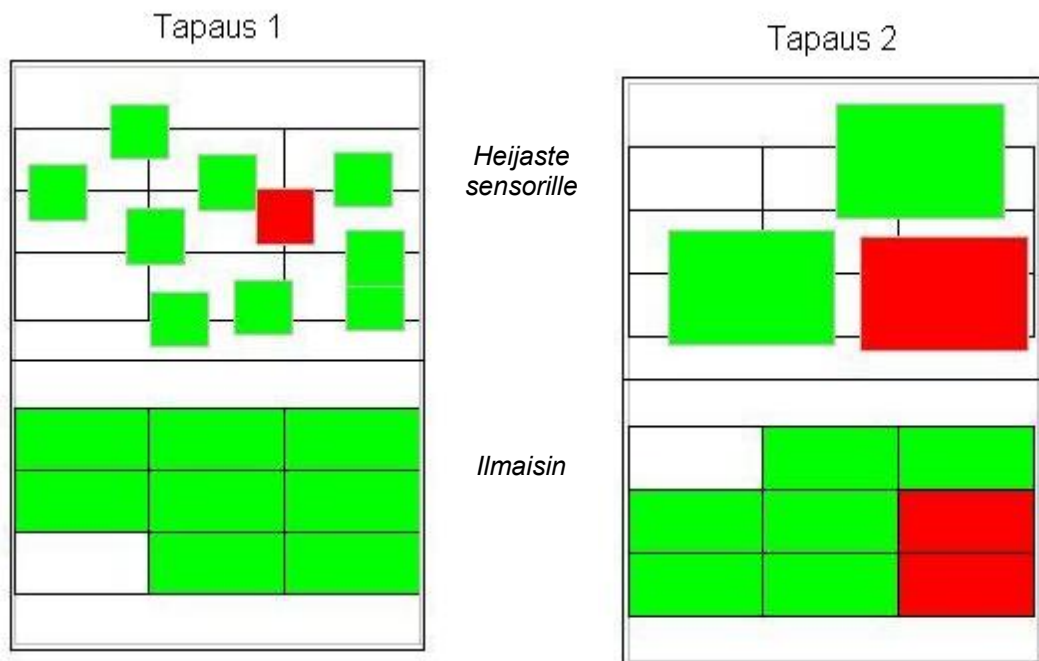 Tapaus 1
Tapaus 2
Heijaste
sensorille
Ilmaisin